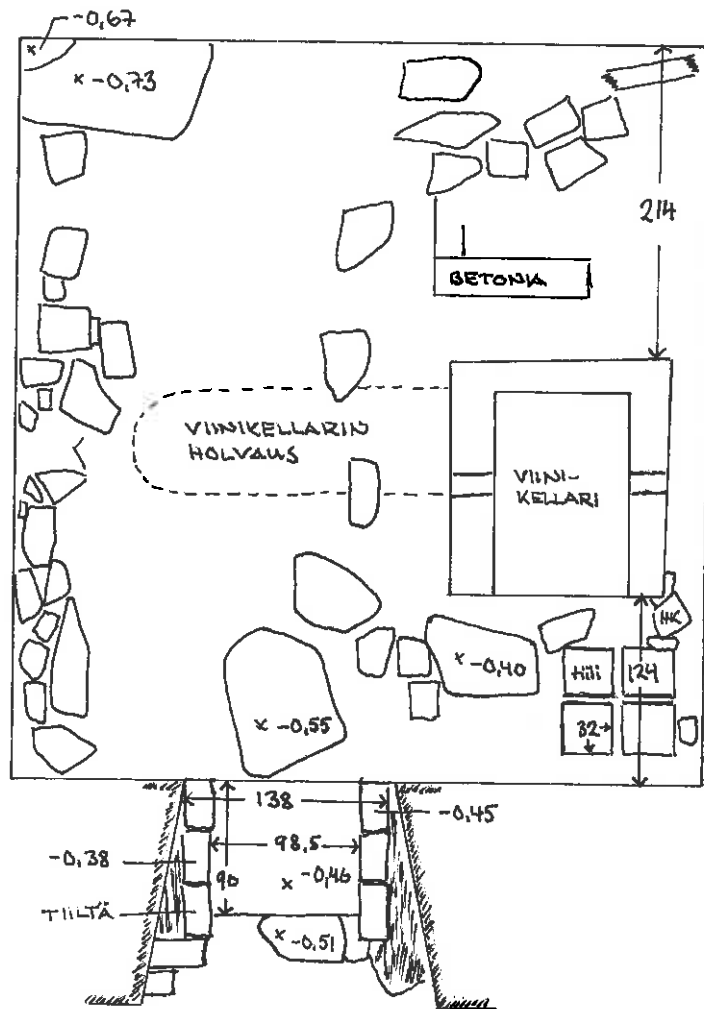 -0,67
× -0,73
214
BETONIA
VIINIKELLARIN
HOLVAUS
VIINI-
KELLARI
HK
× -0,40
Hili
124
32
× -0,55
138
-0,45
98,5
-0,38
90
× -0,46
TIILTÄ
× -0,51